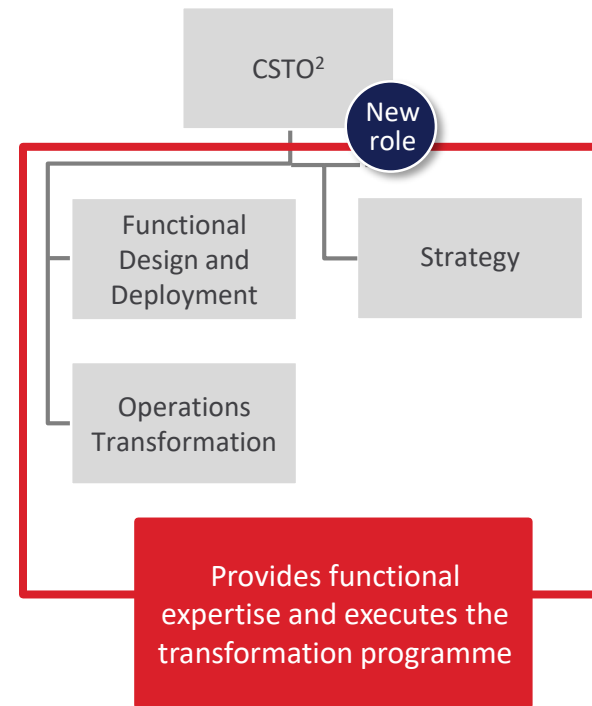 CSTO²
New
role
Functional
Design and
Deployment
Strategy
Operations
Transformation
Provides functional
expertise and executes the
transformation programme